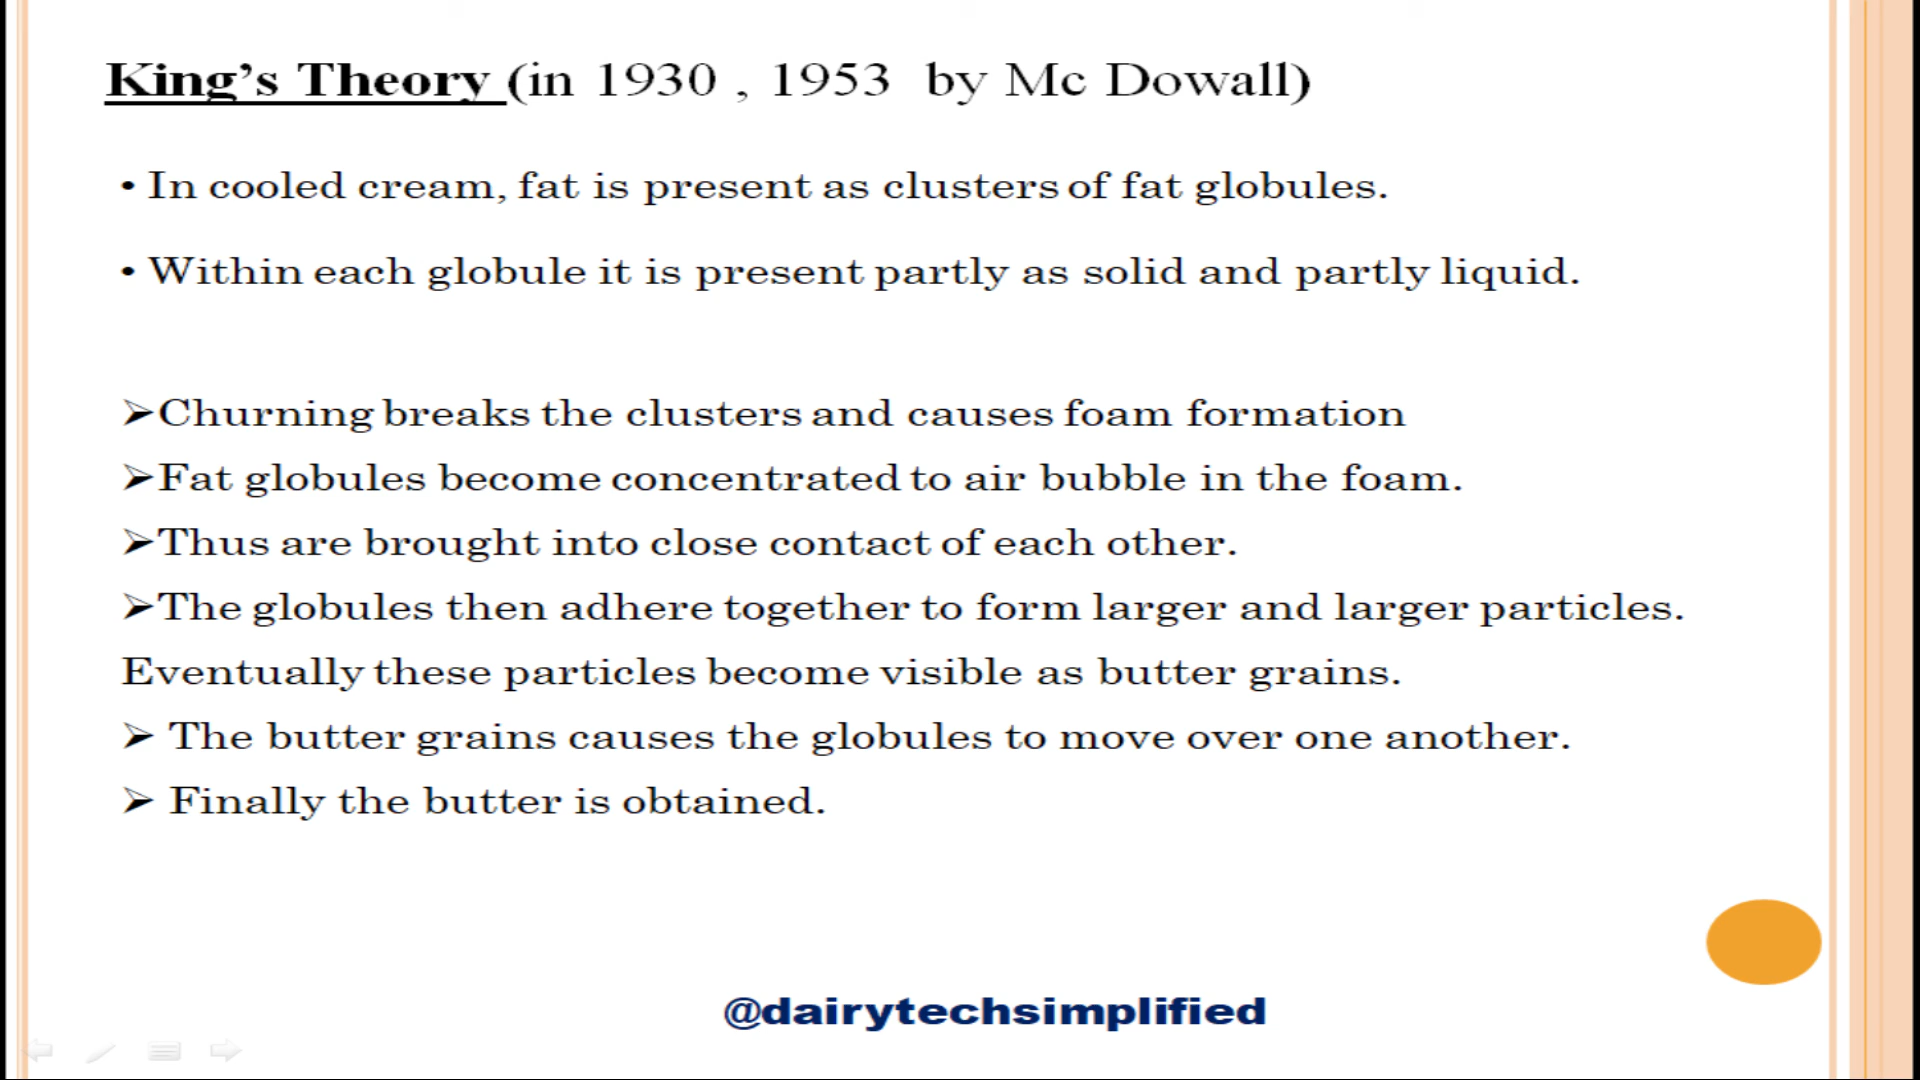 King's Theory (in 1930 , 1953 by Mc Dowall)
• In cooled cream, fat is present as clusters of fat globules.
• Within each globule it is present partly as solid and partly liquid.
➢Churning breaks the clusters and causes foam formation
➢Fat globules become concentrated to air bubble in the foam.
➢Thus are brought into close contact of each other.
➢The globules then adhere together to form larger and larger particles.
Eventually these particles become visible as butter grains.
➢ The butter grains causes the globules to move over one another.
➢ Finally the butter is obtained.
@dairytechsimplified